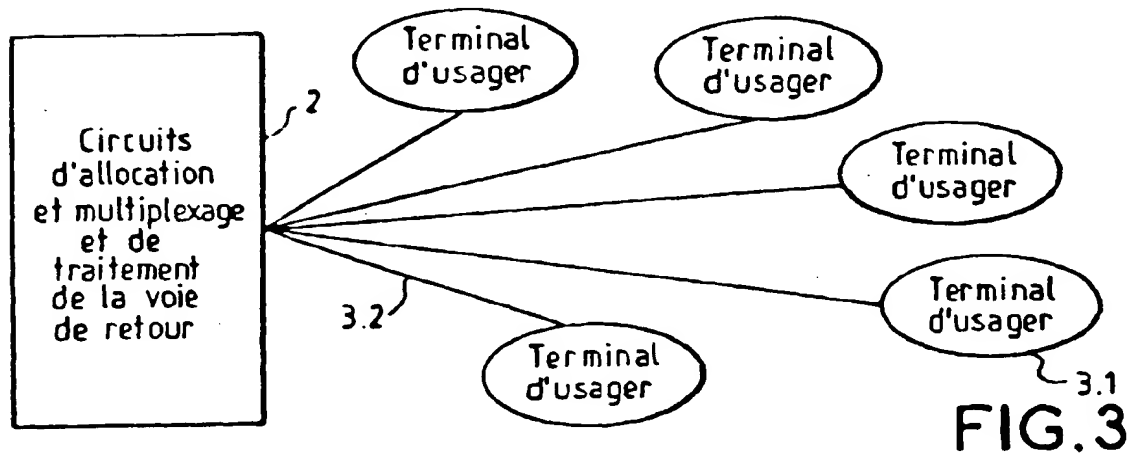 Circuits
d'allocation
et multiplexage
et de
traitement
de la voie
de retour
2
Terminal
d'usager
Terminal
d'usager
Terminal
d'usager
Terminal
d'usager
3.1
3.2
Terminal
d'usager
FIG.3